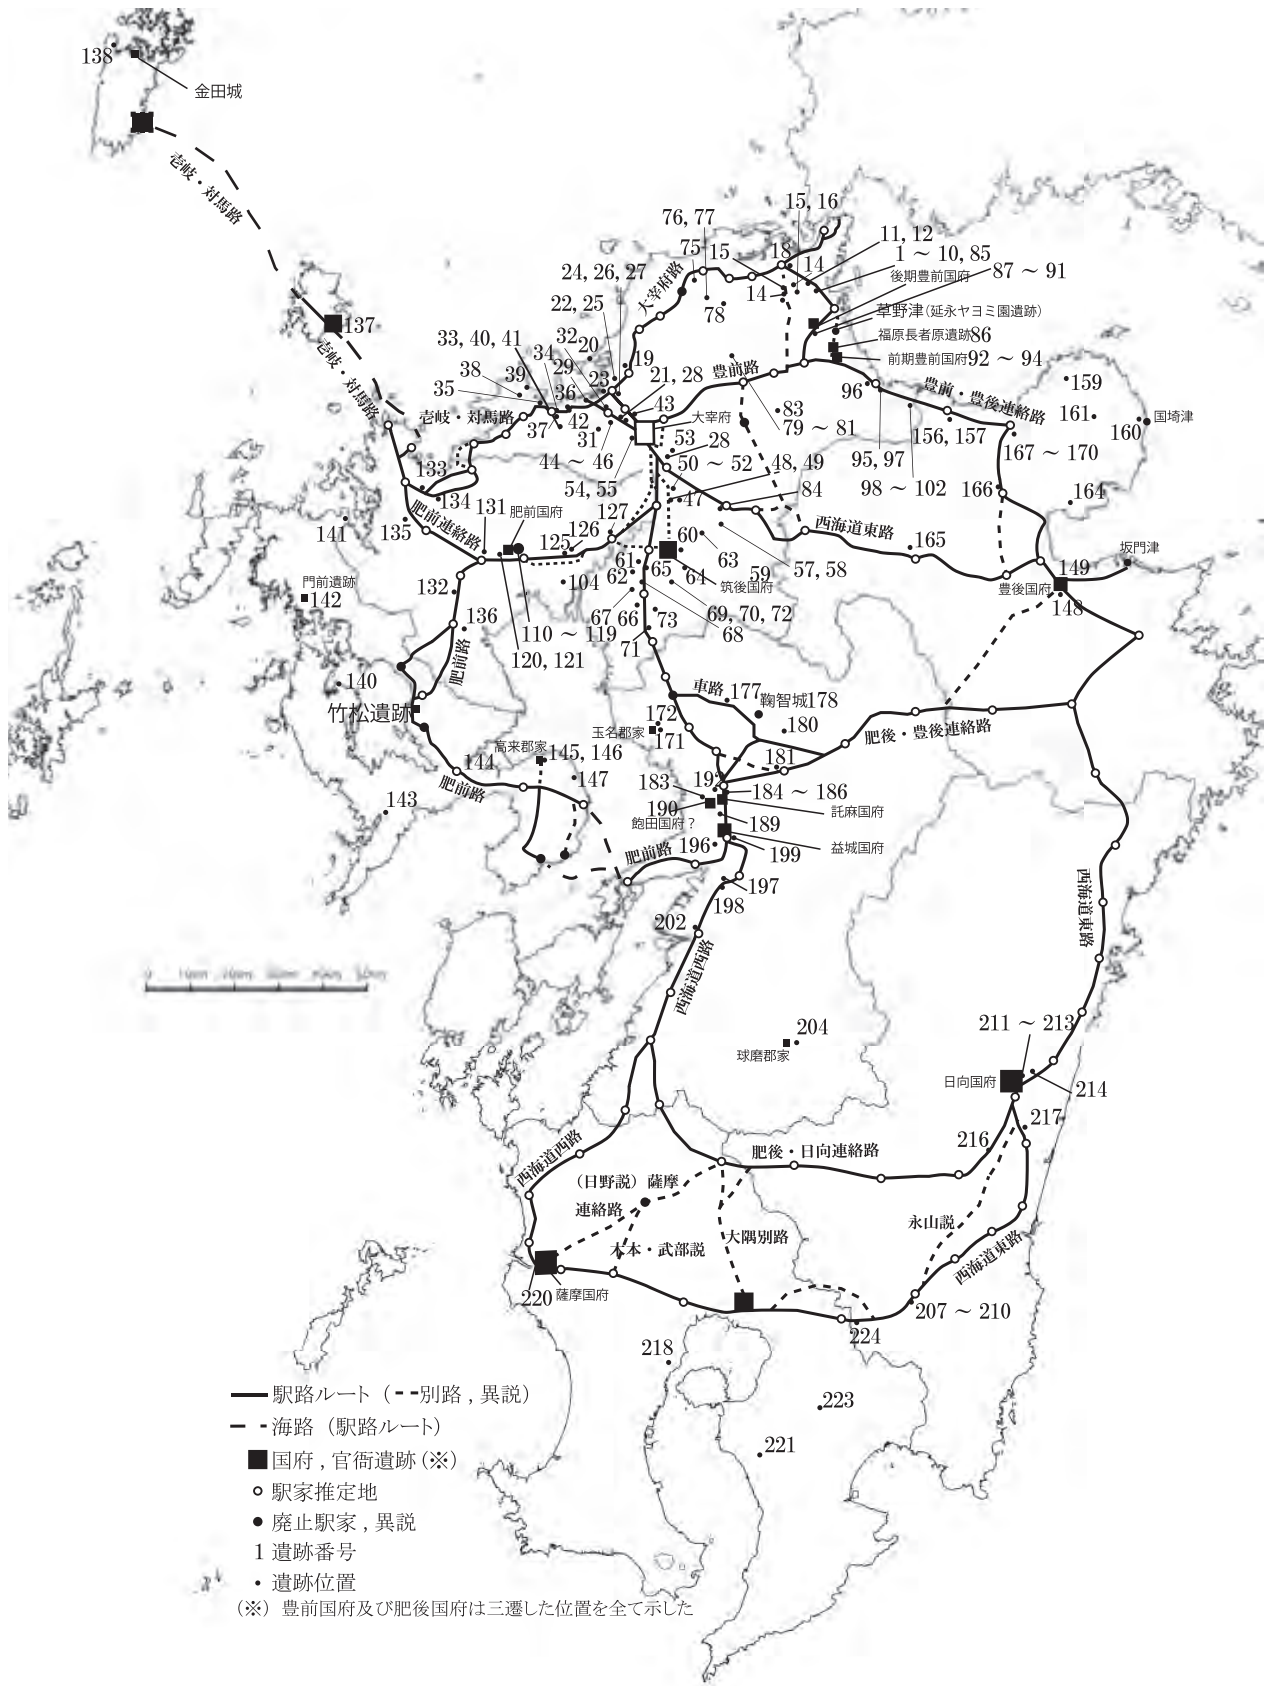 138
金田城
壱岐・対馬路
137
壱岐・対馬路
15, 16
76, 77
11, 12
75
15
18
14
1 ～ 10, 85
24, 26, 27
大宰府路
87 ～ 91
後期豊前国府
14
22, 25
78
草野津(延永ヤヨミ園遺跡)
33, 40, 41
32
20
福原長者原遺跡86
34
19
前期豊前国府92 ～ 94
38
39
29
23
21, 28
豊前路
35
36
43
96
豊前・豊後連絡路
159
壱岐・対馬路
42
大宰府
83
161
国埼津
37
31
53
79 ～ 81
156, 157
160
28
44 ～ 46
50 ～ 52
48, 49
95, 97
167 ～ 170
133
54, 55
47
84
98 ～ 102
166
164
134
131
肥前国府
127
141
135
肥前連絡路
126
125
60
63
西海道東路
165
坂門津
61
62
65
64
59
57, 58
149
門前遺跡
142
132
104
筑後国府
豊後国府
148
136
67
66
73
69, 70, 72
110 ～ 119
68
71
肥前路
120, 121
140
竹松遺跡
車路
177
鞠智城178
172
180
玉名郡家
171
肥後・豊後連絡路
高来郡家
145, 146
144
181
147
肥前路
183
184 ～ 186
143
190
託麻国府
飽田国府？
189
肥前路
196
199
益城国府
197
198
202
西海道東路
西海道西路
0
204
球磨郡家
211 ～ 213
日向国府
214
217
216
西海道西路
肥後・日向連絡路
（日野説）薩摩
連絡路
永山説
木本・武部説
大隅別路
西海道東路
220
薩摩国府
207 ～ 210
224
218
223
221
駅路ルート（ 別路 , 異説）
海路（駅路ルート）
国府 , 官衙遺跡(※)
駅家推定地
廃止駅家 , 異説
1 遺跡番号
遺跡位置
（※）豊前国府及び肥後国府は三遷した位置を全て示した